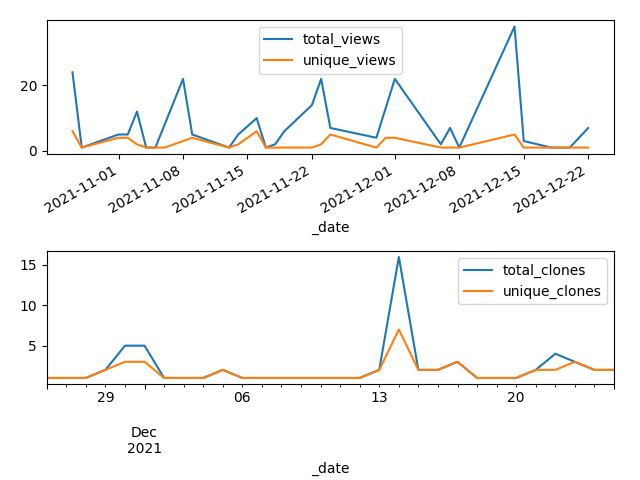 total_views
unique_views
20
0
2021-11-01
2021-11-08
2021-11-15
2021-11-22
2021-12-01
2021-12-08
2021-12-15
2021-12-22
_date
total_clones
unique_clones
15
10
5
29
06
13
20
Dec
2021
_date